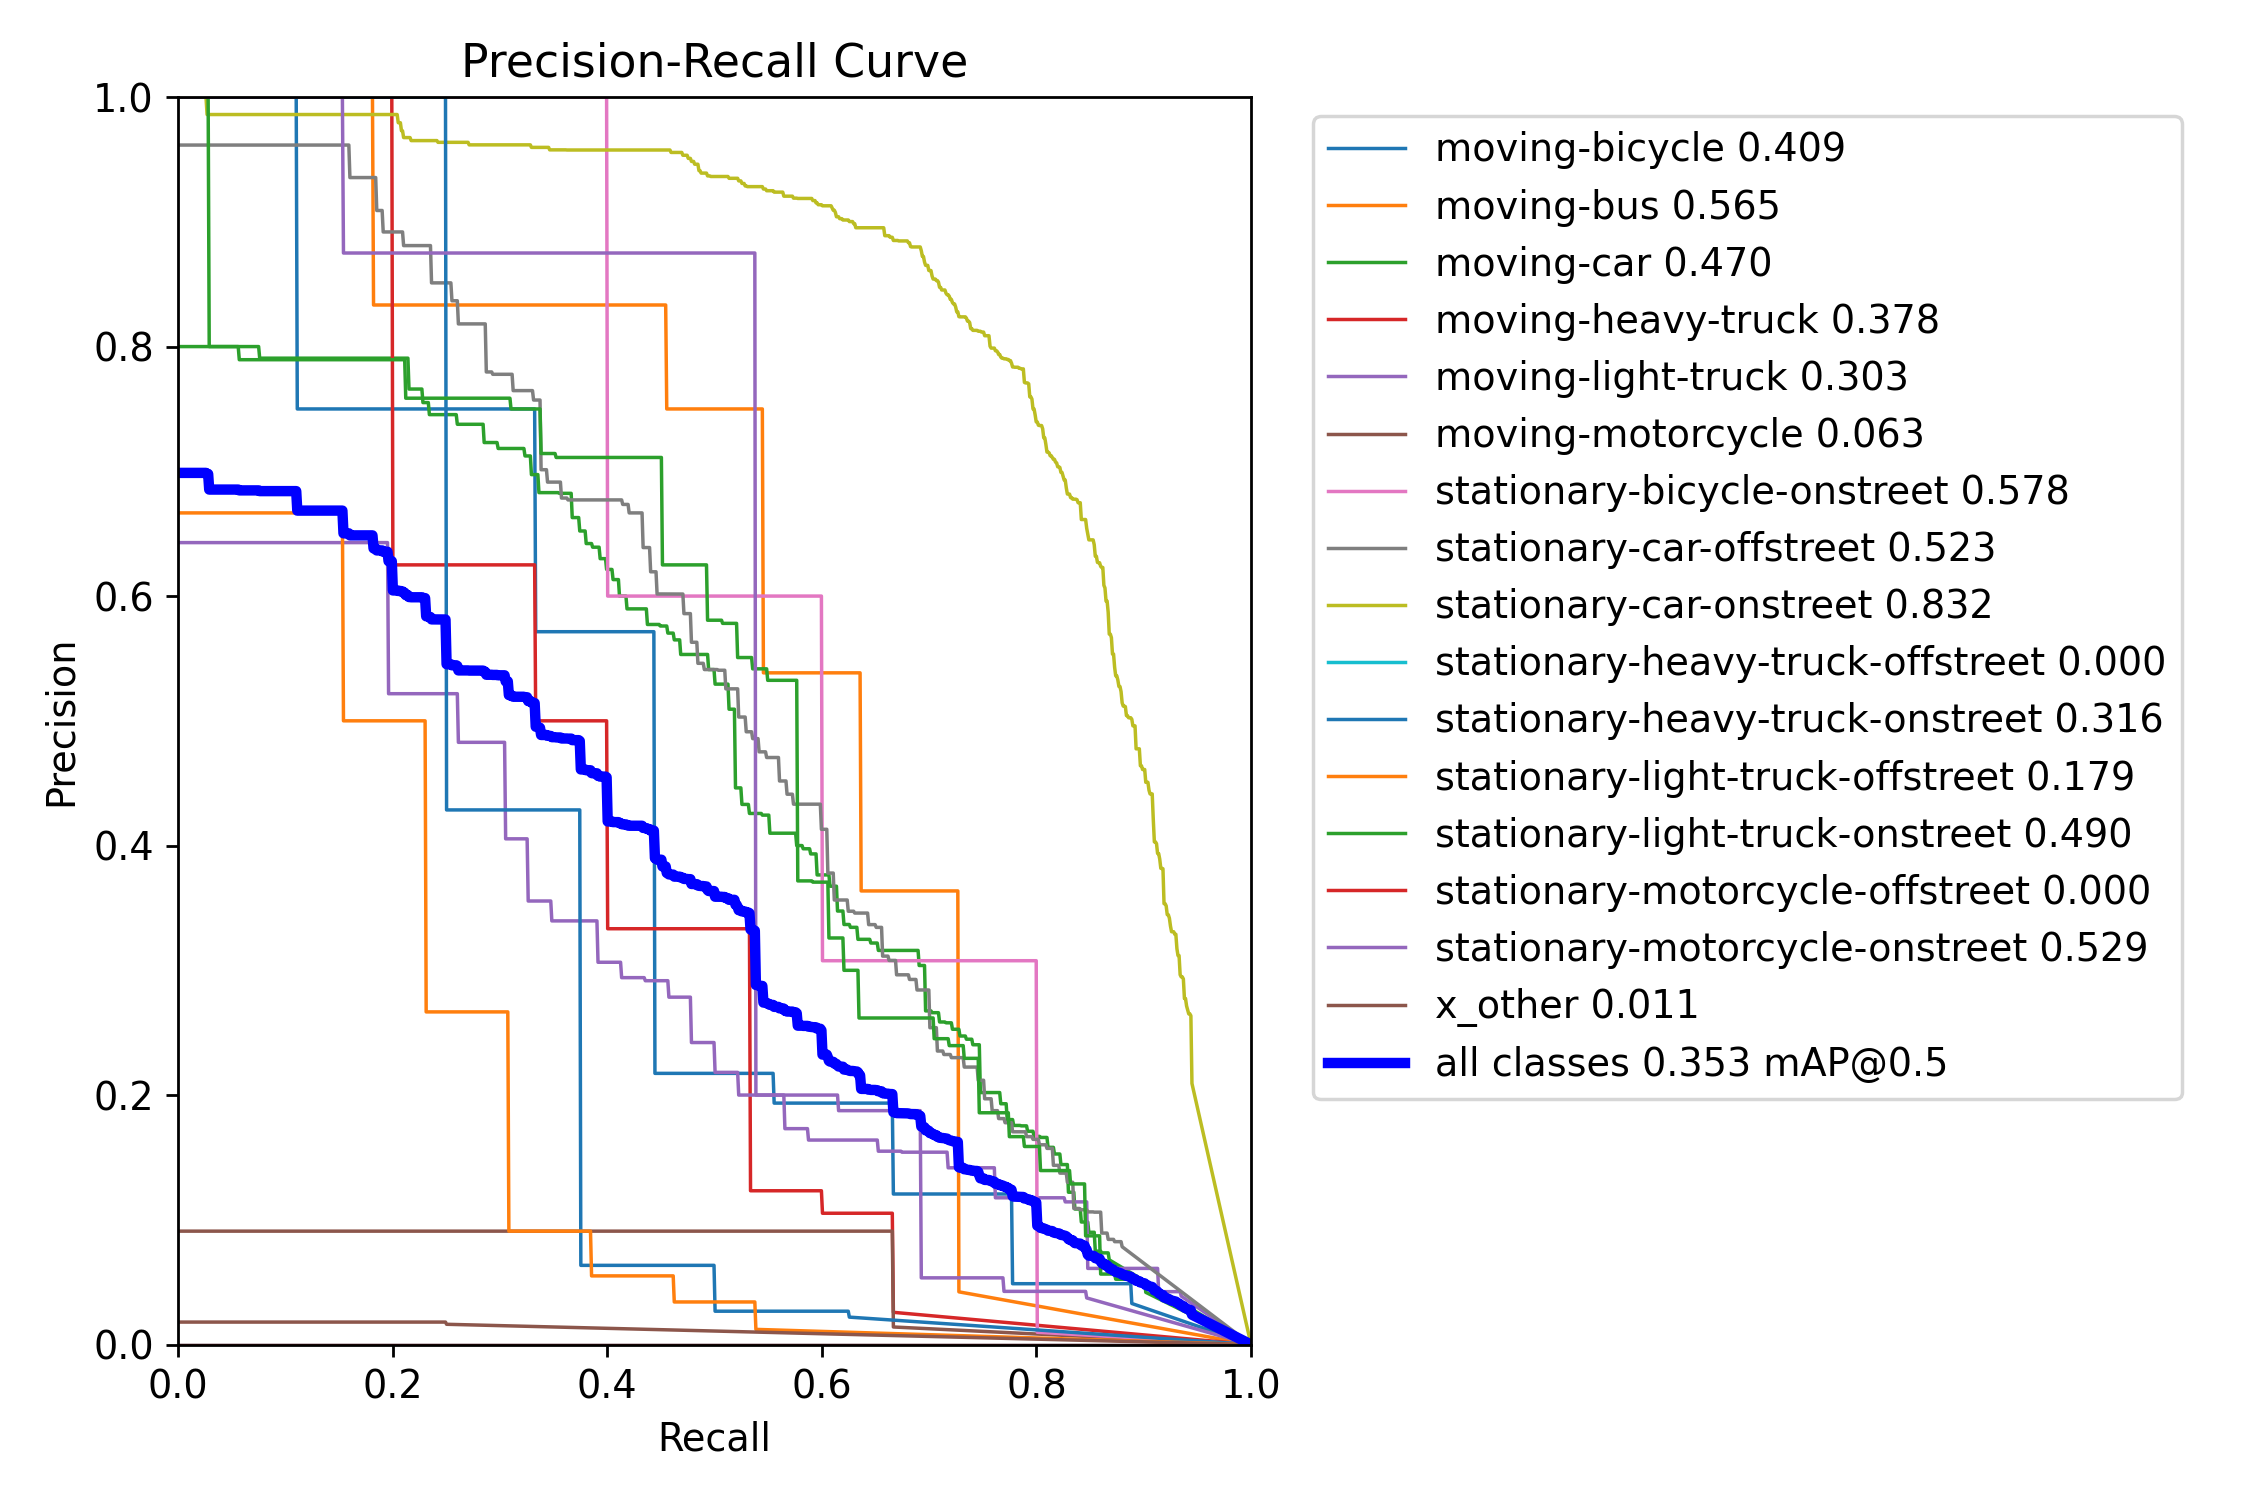 Precision-Recall Curve
1.0
0.8
0.6
0.4
0.2
0.0
Precision
0.0 0.2 0.4 0.6 0.8 1.0
Recall
moving-bicycle 0.409
moving-bus 0.565
moving-car 0.470
moving-heavy-truck 0.378
moving-light-truck 0.303
moving-motorcycle 0.063
stationary-bicycle-onstreet 0.578
stationary-car-offstreet 0.523
stationary-car-onstreet 0.832
stationary-heavy-truck-offstreet 0.000
stationary-heavy-truck-onstreet 0.316
stationary-light-truck-offstreet 0.179
stationary-light-truck-onstreet 0.490
stationary-motorcycle-offstreet 0.000
stationary-motorcycle-onstreet 0.529
x_other 0.011
all classes 0.353 mAP@0.5